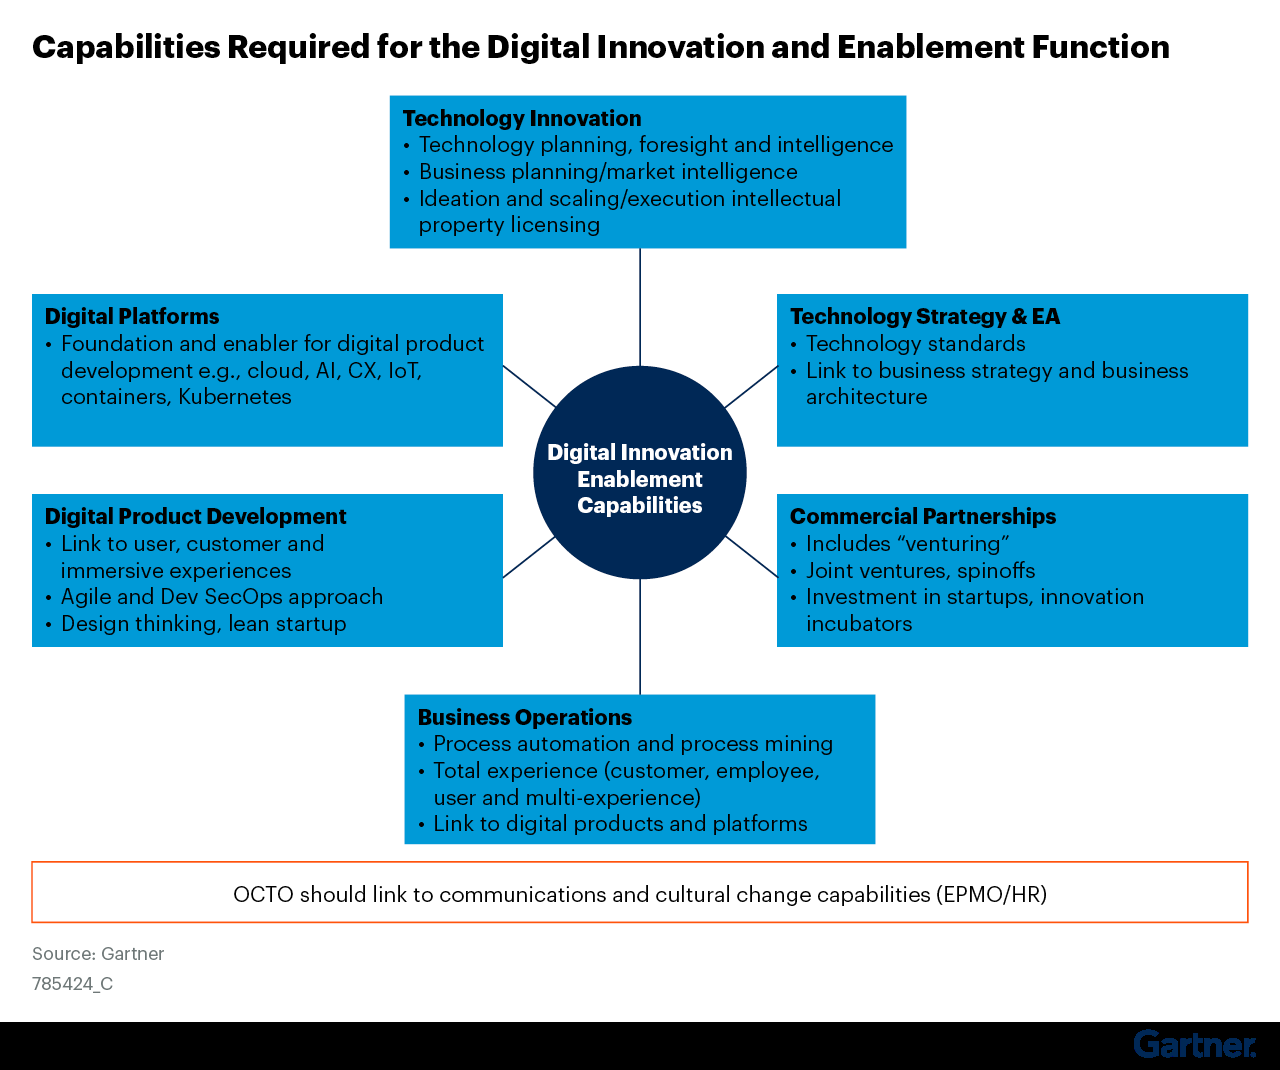 Capabilities Required for the Digital Innovation and Enablement Function
Technology Innovation
• Technology planning, foresight and intelligence
• Business planning/market intelligence
• Ideation and scaling/execution intellectual
property licensing
Digital Platforms
• Foundation and enabler for digital product
development e.g., cloud, AI, CX, IoT,
containers, Kubernetes
Technology Strategy & EA
• Technology standards
• Link to business strategy and business
architecture
Digital Innovation
Enablement
Capabilities
Digital Product Development
• Link to user, customer and
immersive experiences
• Agile and Dev SecOps approach
• Design thinking, lean startup
Commercial Partnerships
• Includes “venturing”
• Joint ventures, spinoffs
• Investment in startups, innovation
incubators
Business Operations
• Process automation and process mining
• Total experience (customer, employee,
user and multi-experience)
• Link to digital products and platforms
OCTO should link to communications and cultural change capabilities (EPMO/HR)
Source: Gartner
785424_C
Gartner.